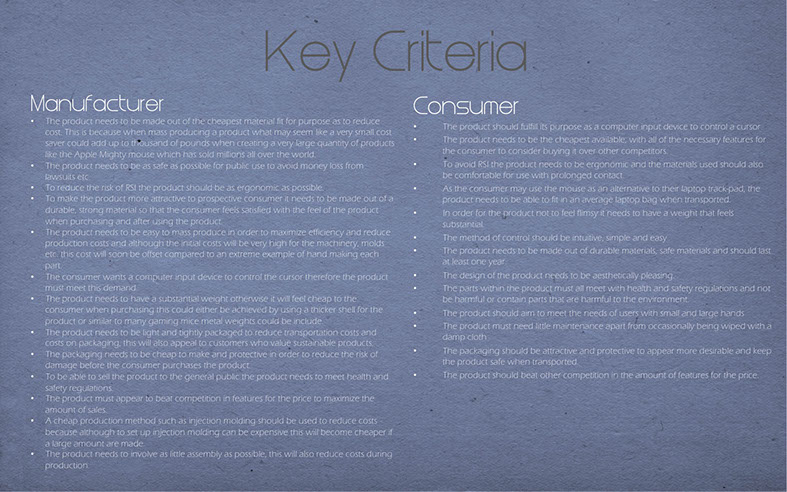 Key Criteria
Manufacturer
• The product needs to be made out of the cheapest material fit for purpose as to reduce
cost. This is because when mass producing a product what may seem like a very small cost
saver could add up to thousand of pounds when creating a very large quantity of products
like the Apple Mighty mouse which has sold millions all over the world.
• The product needs to be as safe as possible for public use to avoid money loss from
lawsuits etc.
• To reduce the risk of RSI the product should be as ergonomic as possible.
• To make the product more attractive to prospective consumer it needs to be made out of a
durable, strong material so that the consumer feels satisfied with the feel of the product
when purchasing and after using the product.
• The product needs to be easy to mass produce in order to maximize efficiency and reduce
production costs and although the initial costs will be very high for the machinery, molds
etc. this cost will soon be offset compared to an extreme example of hand making each
part.
• The consumer wants a computer input device to control the cursor therefore the product
must meet this demand.
• The product needs to have a substantial weight otherwise it will feel cheap to the
consumer when purchasing this could either be achieved by using a thicker shell for the
product or similar to many gaming mice metal weights could be include
• The product needs to be light and tightly packaged to reduce transportation costs and
costs on packaging, this will also appeal to customers who value sustainable products.
• The packaging needs to be cheap to make and protective in order to reduce the risk of
damage before the consumer purchases the product.
• To be able to sell the product to the general public the product needs to meet health and
safety regulations.
• The product must appear to beat competition in features for the price to maximize the
amount of sales.
• A cheap production method such as injection molding should be used to reduce costs
because although to set up injection molding can be expensive this will become cheaper if
a large amount are made.
• The product needs to involve as little assembly as possible, this will also reduce costs during
production.
Consumer
• The product should fulfill its purpose as a computer input device to control a cursor
• The product needs to be the cheapest available, with all of the necessary features for
the consumer to consider buying it over other competitors.
• To avoid RSI the product needs to be ergonomic and the materials used should also
be comfortable for use with prolonged contact.
• As the consumer may use the mouse as an alternative to their laptop track-pad, the
product needs to be able to fit in an average laptop bag when transported.
• In order for the product not to feel flimsy it needs to have a weight that feels
substantial.
• The method of control should be intuitive, simple and easy
• The product needs to be made out of durable materials, safe materials and should last
at least one year.
• The design of the product needs to be aesthetically pleasing.
• The parts within the product must all meet with health and safety regulations and not
be harmful or contain parts that are harmful to the environment.
• The product should aim to meet the needs of users with small and large hands
• The product must need little maintenance apart from occasionally being wiped with a
damp cloth
• The packaging should be attractive and protective to appear more desirable and keep
the product safe when transported.
• The product should beat other competition in the amount of features for the price.